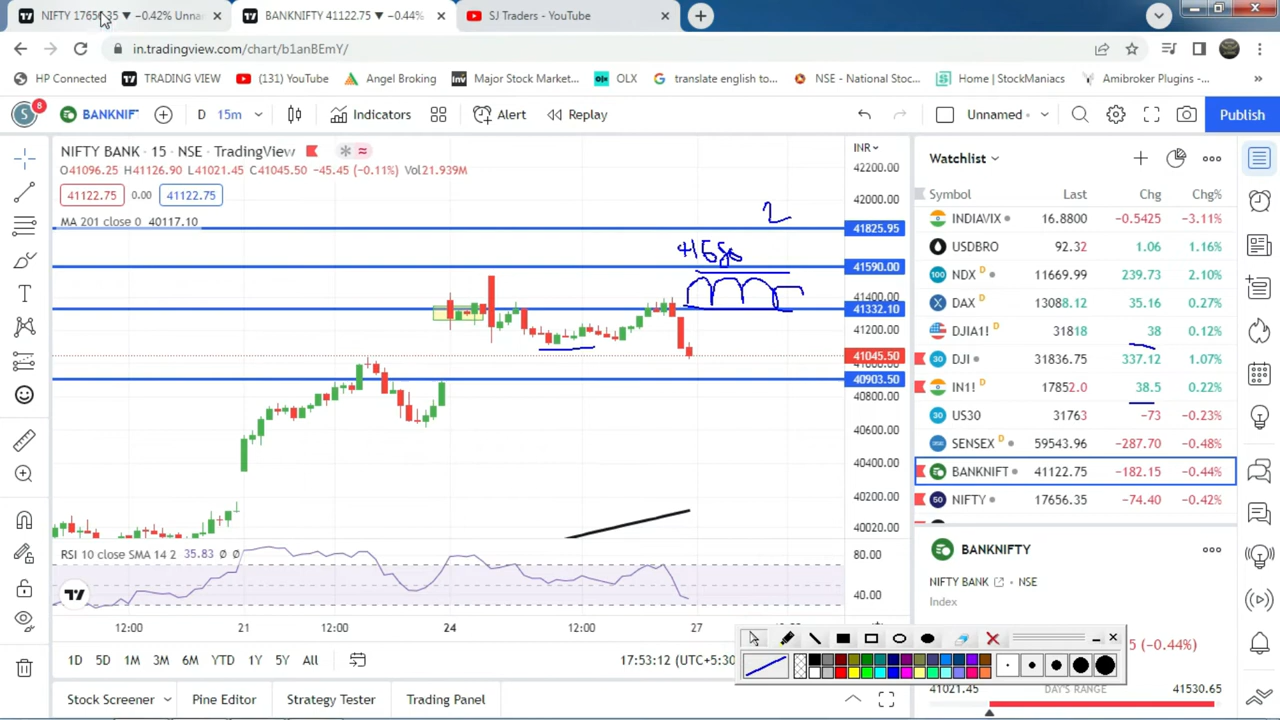 NIFTY 17656.35 ▼ −0.42% Unna
BANKNIFTY 41122.75 ▼ −0.44%
SJ Traders - YouTube
in.tradingview.com/chart/b1anBEmY/
HP Connected
TRADING VIEW
(131) YouTube
Angel Broking
Major Stock Market...
OLX
translate english to...
NSE - National Stoc...
Home | StockManiacs
Amibroker Plugins -...
»
S 8
BANKNIF
D 15m
Indicators
Alert
Replay
Unnamed
Publish
NIFTY BANK • 15 • NSE • TradingView
O41096.25 H41126.90 L41021.45 C41045.50 −45.45 (−0.11%) Vol21.939M
41122.75 0.00 41122.75
MA 201 close 0 40117.10
2
INR
42200.00
42000.00
41825.95
41590.00
41400.00
41332.10
41200.00
41045.50
40903.50
40800.00
40600.00
40400.00
40200.00
40020.00
RSI 10 close SMA 14 2 35.83 Ø Ø
80.00
40.00
12:00 21 12:00 24 12:00 27
1D 5D 1M 3M 6M 5Y All
17:53:12 (UTC+5:30
Stock Screener
Pine Editor
Strategy Tester
Trading Panel
Watchlist
Symbol Last Chg Chg%
INDIAVIX 16.8800 −0.5425 −3.11%
USDBRO 92.32 1.06 1.16%
NDX D 11669.99 239.73 2.10%
DAX D 13088.12 35.16 0.27%
DJIA1! D 31818 38 0.12%
DJI 31836.75 337.12 1.07%
IN1! D 17852.0 38.5 0.22%
US30 31763 −73 −0.23%
SENSEX D 59543.96 −287.70 −0.48%
BANKNIFT 41122.75 −182.15 −0.44%
NIFTY 17656.35 −74.40 −0.42%
BANKNIFTY
NIFTY BANK • NSE
Index
(−0.44%)
41021.45 DAY'S RANGE 41530.65